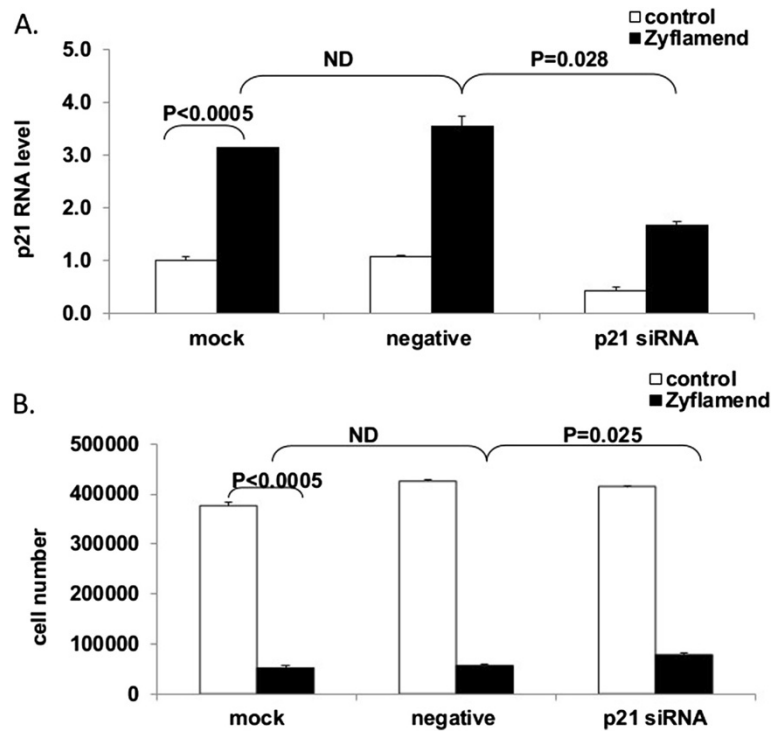 A.
control
Zyflamend
5.0
4.0
3.0
2.0
1.0
0.0
p21 RNA level
ND
P=0.028
P<0.0005
mock negative p21 siRNA
B.
control
Zyflamend
500000
400000
300000
200000
100000
0
cell number
ND
P=0.025
P<0.0005
mock negative p21 siRNA